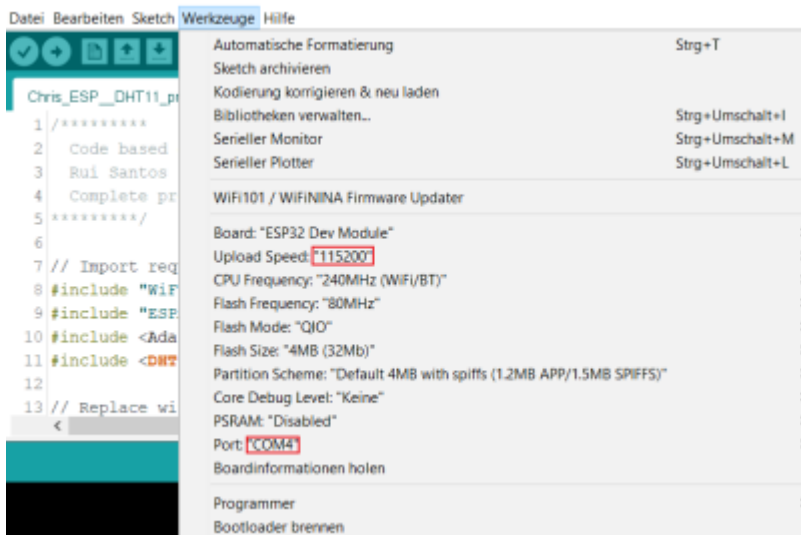 Datei Bearbeiten Sketch Werkzeuge Hilfe
Automatische Formatierung Strg+T
Sketch archivieren
Kodierung korrigieren & neu laden
Bibliotheken verwalten... Strg+Umschalt+I
Serieller Monitor Strg+Umschalt+M
Serieller Plotter Strg+Umschalt+L
WiFi101 / WiFiNINA Firmware Updater
Board: "ESP32 Dev Module"
Upload Speed: "115200"
CPU Frequency: "240MHz (WiFi/BT)"
Flash Frequency: "80MHz"
Flash Mode: "QIO"
Flash Size: "4MB (32Mb)"
Partition Scheme: "Default 4MB with spiffs (1.2MB APP/1.5MB SPIFFS)"
Core Debug Level: "Keine"
PSRAM: "Disabled"
Port: "COM4"
Boardinformationen holen
Programmer
Bootloader brennen
Chris_ESP__DHT11_pr
1 /*********
2 Code based
3 Rui Santos
4 Complete pr
5 *********/
6
7 // Import req
8 #include "WiF
9 #include "ESP
10 #include <Ada
11 #include <DHT
12
13 // Replace wi